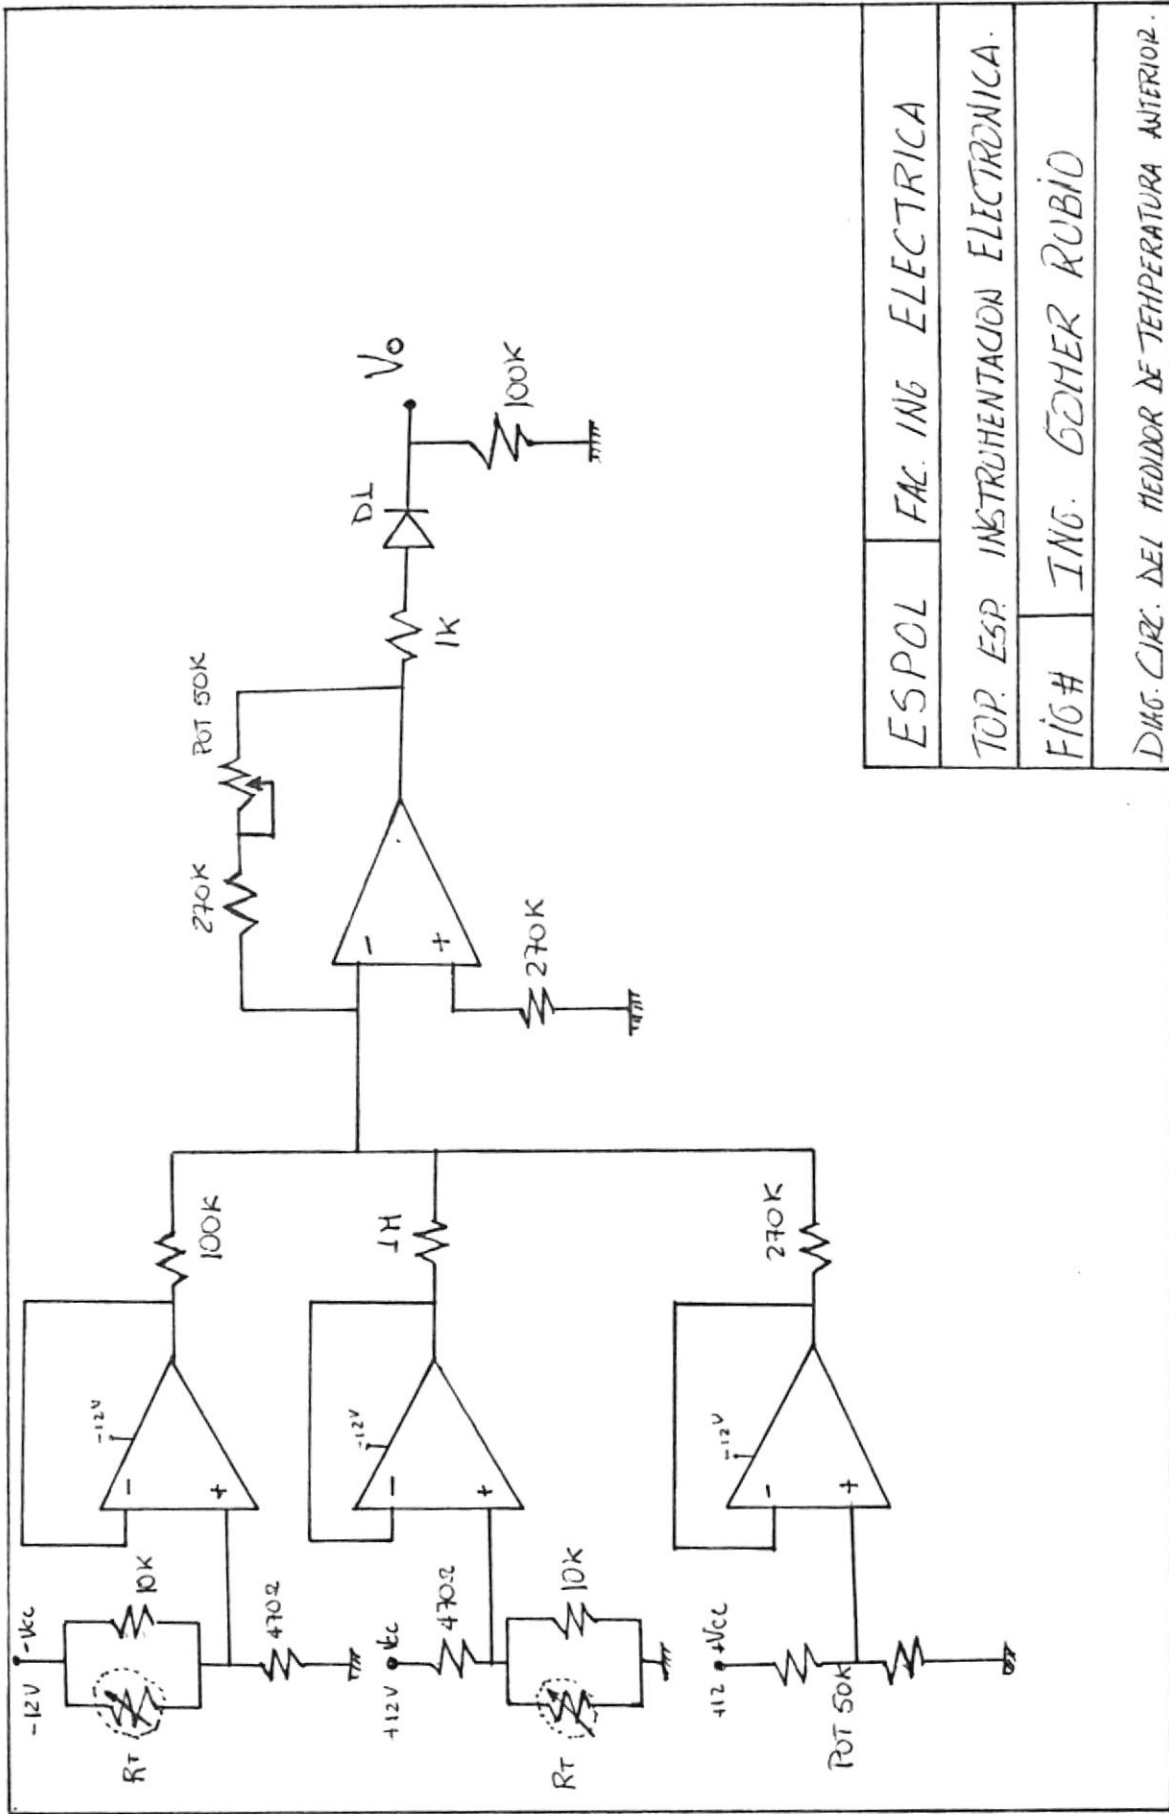 -12V
-Vcc
RT
10K
470Ω
-12V
-
+
100K
+12V
Vcc
470Ω
RT
10K
-12V
-
+
1M
+12
+Vcc
POT 50K
-12V
-
+
270K
270K
POT 50K
-
+
270K
1K
D1
Vo
100K
ESPOL
FAC. ING ELECTRICA
TOP. ESP. INSTRUMENTACION ELECTRONICA.
FIG #
ING. GOMER RUBIO
DIAG. CIRC. DEL MEDIDOR DE TEMPERATURA ANTERIOR.